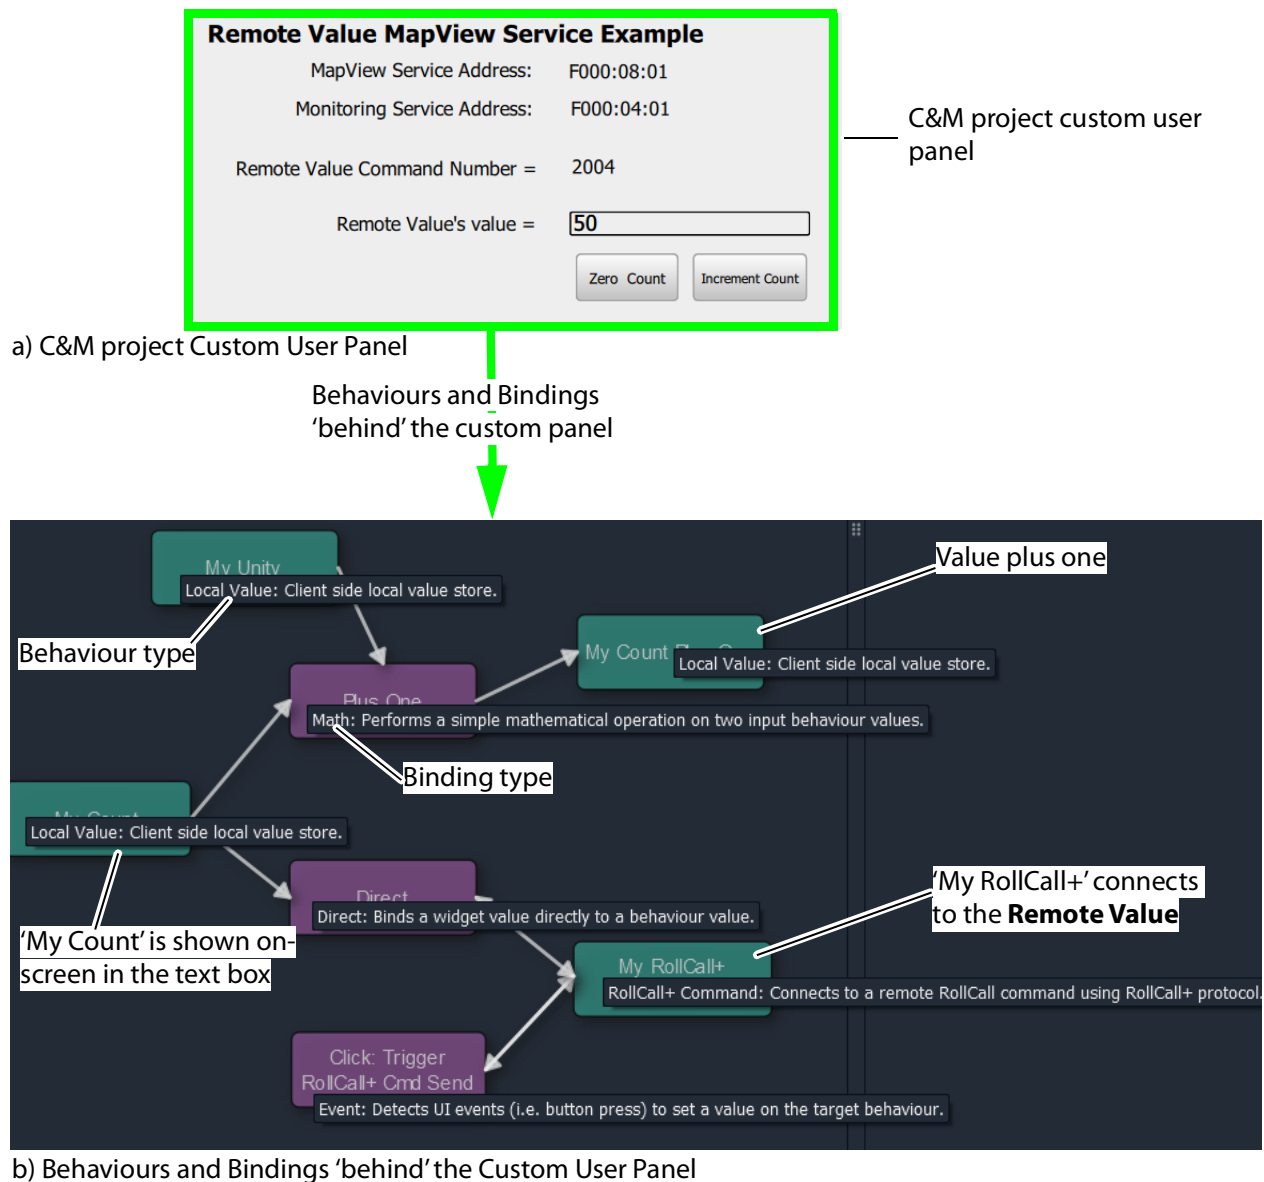 Remote Value MapView Service Example
MapView Service Address: F000:08:01
Monitoring Service Address: F000:04:01
C&M project custom user
panel
Remote Value Command Number = 2004
Remote Value's value = 50
Zero Count Increment Count
a) C&M project Custom User Panel
Behaviours and Bindings
‘behind’ the custom panel
My Unity
Local Value: Client side local value store.
Value plus one
Behaviour type
My Count
Local Value: Client side local value store.
Plus One
Math: Performs a simple mathematical operation on two input behaviour values.
Binding type
My Count
Local Value: Client side local value store.
Direct
Direct: Binds a widget value directly to a behaviour value.
‘My RollCall+’ connects
to the Remote Value
‘My Count’ is shown on-
screen in the text box
My RollCall+
RollCall+ Command: Connects to a remote RollCall command using RollCall+ protocol.
Click: Trigger
RollCall+ Cmd Send
Event: Detects UI events (i.e. button press) to set a value on the target behaviour.
b) Behaviours and Bindings ‘behind’ the Custom User Panel